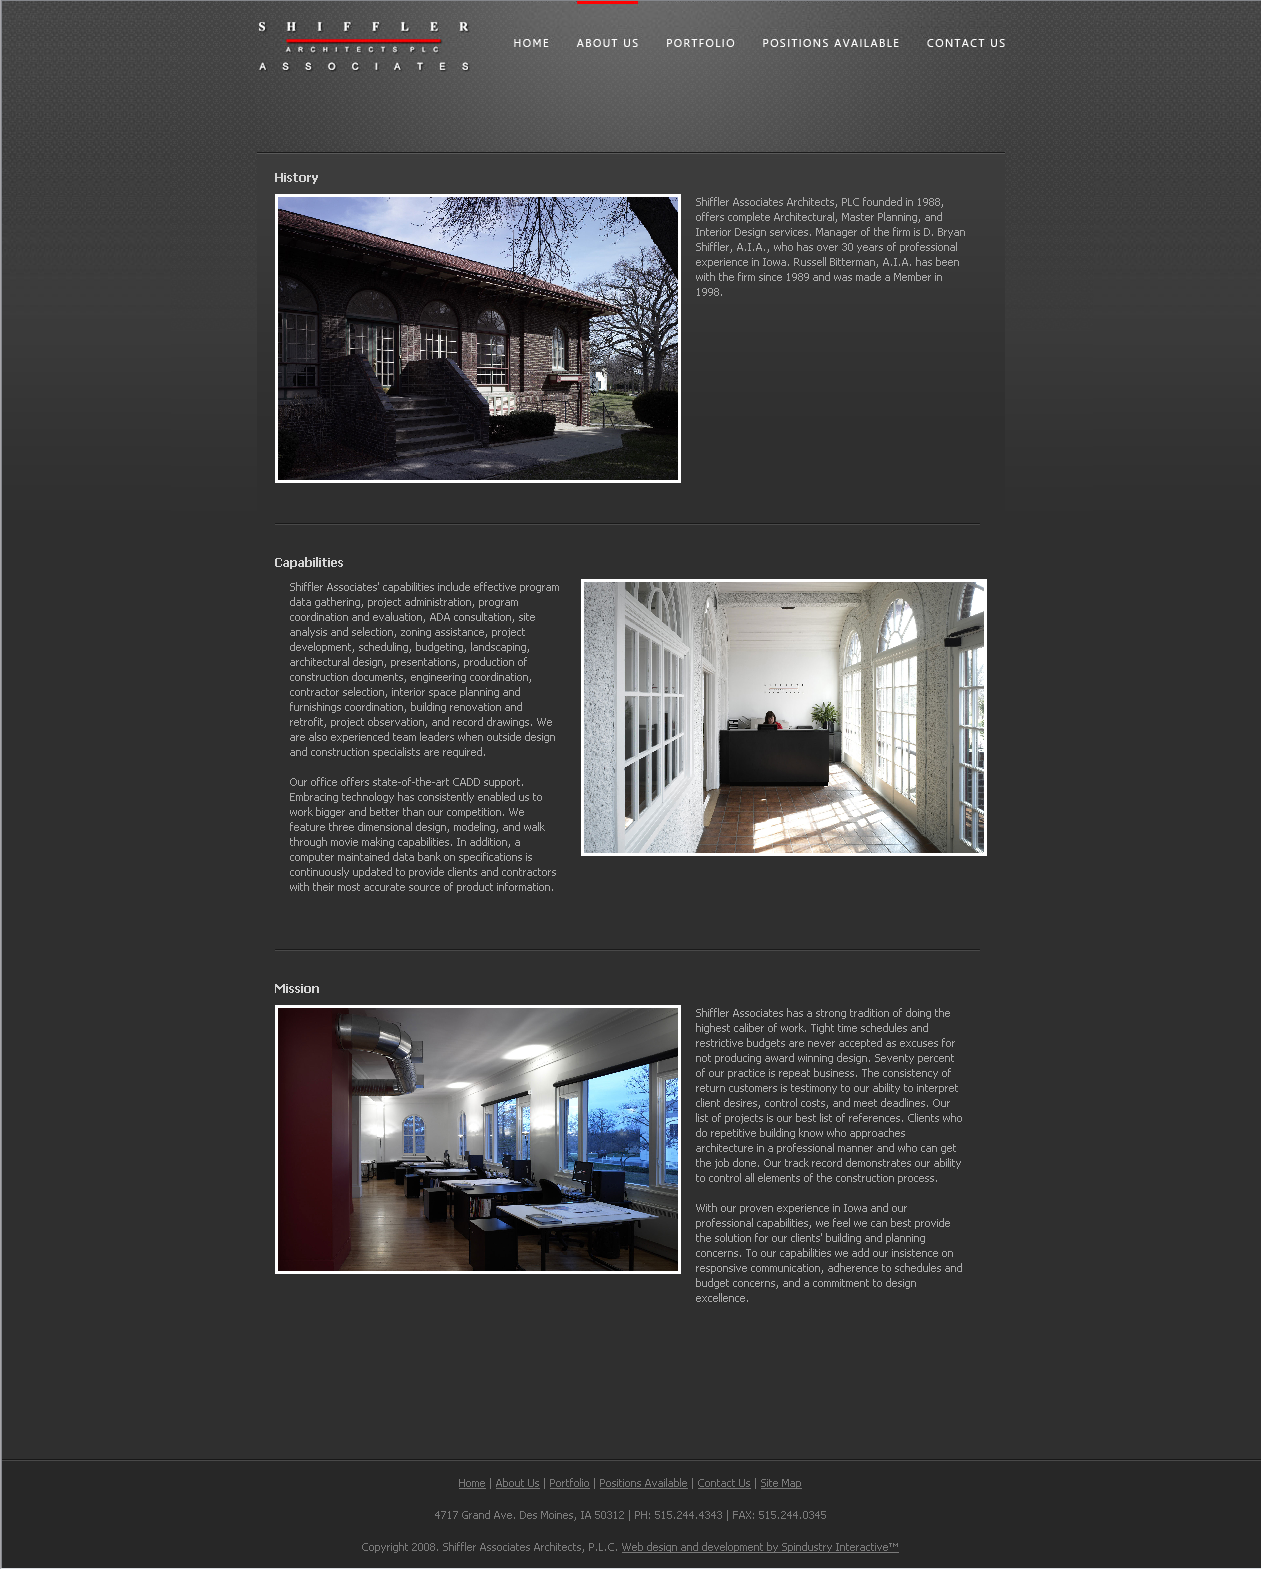 SHIFFLER
ARCHITECTS PLC
ASSOCIATES
HOME ABOUT US PORTFOLIO POSITIONS AVAILABLE CONTACT US
History
Shiffler Associates Architects, PLC founded in 1988,
offers complete Architectural, Master Planning, and
Interior Design services. Manager of the firm is D. Bryan
Shiffler, A.I.A., who has over 30 years of professional
experience in Iowa. Russell Bitterman, A.I.A. has been
with the firm since 1989 and was made a Member in
1998.
Capabilities
Shiffler Associates' capabilities include effective program
data gathering, project administration, program
coordination and evaluation, ADA consultation, site
analysis and selection, zoning assistance, project
development, scheduling, budgeting, landscaping,
architectural design, presentations, production of
construction documents, engineering coordination,
contractor selection, interior space planning and
furnishings coordination, building renovation and
retrofit, project observation, and record drawings. We
are also experienced team leaders when outside design
and construction specialists are required.
Our office offers state-of-the-art CADD support.
Embracing technology has consistently enabled us to
work bigger and better than our competition. We
feature three dimensional design, modeling, and walk
through movie making capabilities. In addition, a
computer maintained data bank on specifications is
continuously updated to provide clients and contractors
with their most accurate source of product information.
Mission
Shiffler Associates has a strong tradition of doing the
highest caliber of work. Tight time schedules and
restrictive budgets are never accepted as excuses for
not producing award winning design. Seventy percent
of our practice is repeat business. The consistency of
return customers is testimony to our ability to interpret
client desires, control costs, and meet deadlines. Our
list of projects is our best list of references. Clients who
do repetitive building know who approaches
architecture in a professional manner and who can get
the job done. Our track record demonstrates our ability
to control all elements of the construction process.
With our proven experience in Iowa and our
professional capabilities, we feel we can best provide
the solution for our clients' building and planning
concerns. To our capabilities we add our insistence on
responsive communication, adherence to schedules and
budget concerns, and a commitment to design
excellence.
Home | About Us | Portfolio | Positions Available | Contact Us | Site Map
4717 Grand Ave. Des Moines, IA 50312 | PH: 515.244.4343 | FAX: 515.244.0345
Copyright 2008. Shiffler Associates Architects, P.L.C. Web design and development by Spindustry Interactive™